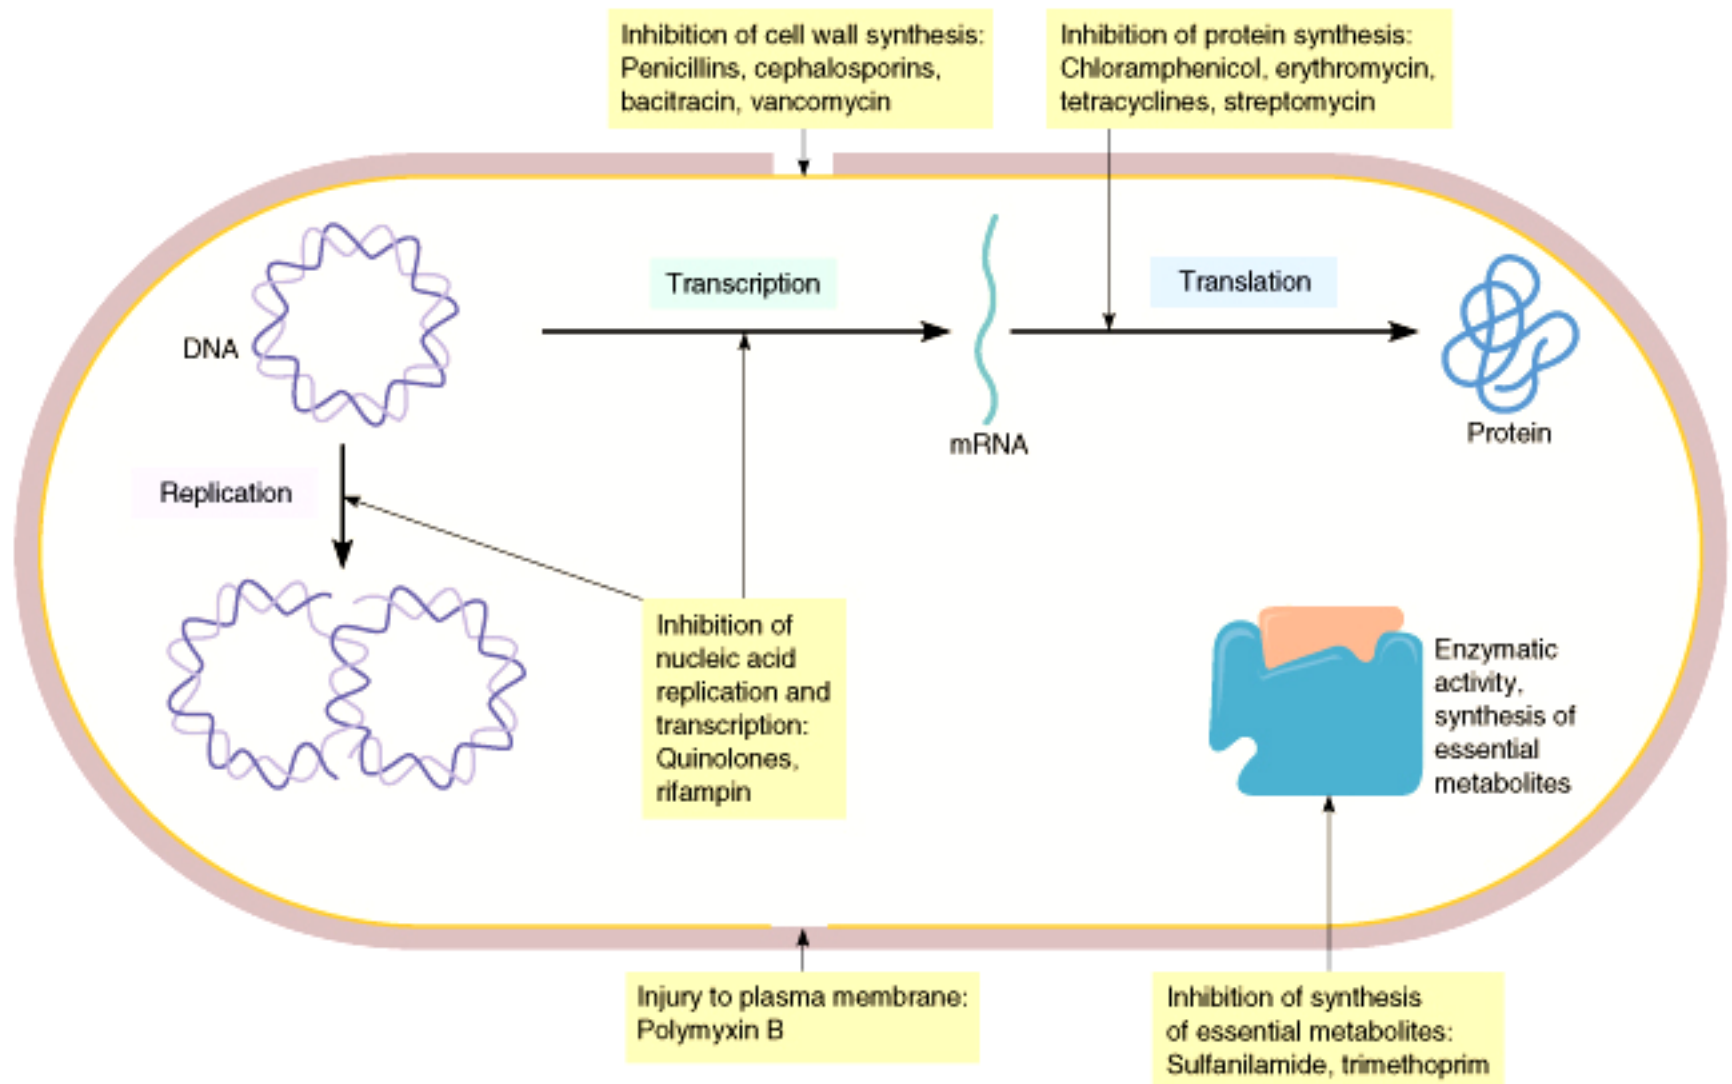 Inhibition of cell wall synthesis:
Penicillins, cephalosporins,
bacitracin, vancomycin
Inhibition of protein synthesis:
Chloramphenicol, erythromycin,
tetracyclines, streptomycin
Transcription
Translation
DNA
mRNA
Protein
Replication
Inhibition of
nucleic acid
replication and
transcription:
Quinolones,
rifampin
Enzymatic
activity,
synthesis of
essential
metabolites
Injury to plasma membrane:
Polymyxin B
Inhibition of synthesis
of essential metabolites:
Sulfanilamide, trimethoprim